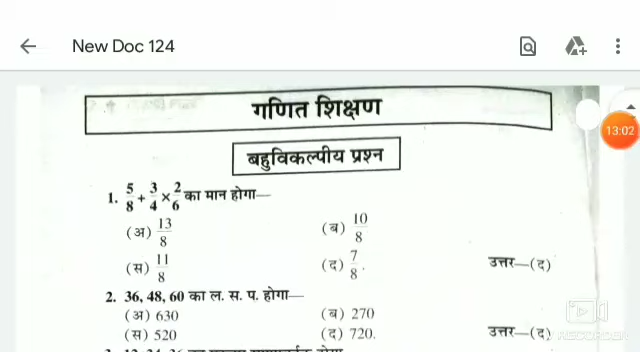 New Doc 124
गणित शिक्षण
13:02
बहुविकल्पीय प्रश्न
1. 5/8 + 3/4 × 2/6 का मान होगा—
(अ) 13/8 (ब) 10/8
(स) 11/8 (द) 7/8. उत्तर—(द)
2. 36, 48, 60 का ल. स. प. होगा—
(अ) 630 (ब) 270
(स) 520 (द) 720. उत्तर—(द)
RECORDER